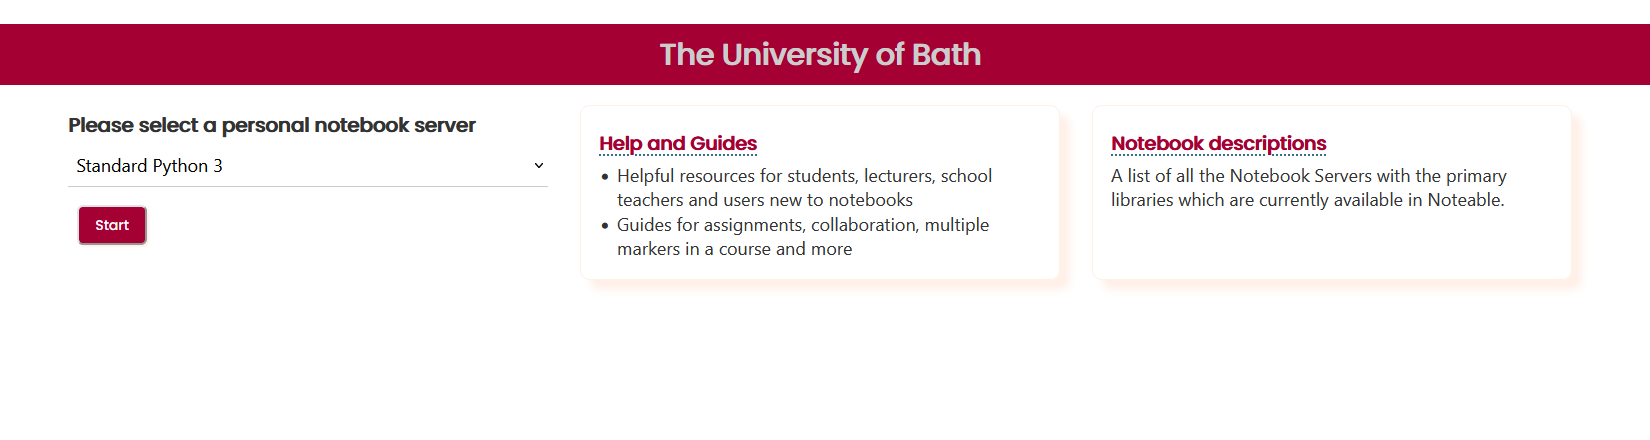 The University of Bath
Please select a personal notebook server
Standard Python 3
Start
Help and Guides
Helpful resources for students, lecturers, school
teachers and users new to notebooks
Guides for assignments, collaboration, multiple
markers in a course and more
Notebook descriptions
A list of all the Notebook Servers with the primary
libraries which are currently available in Noteable.